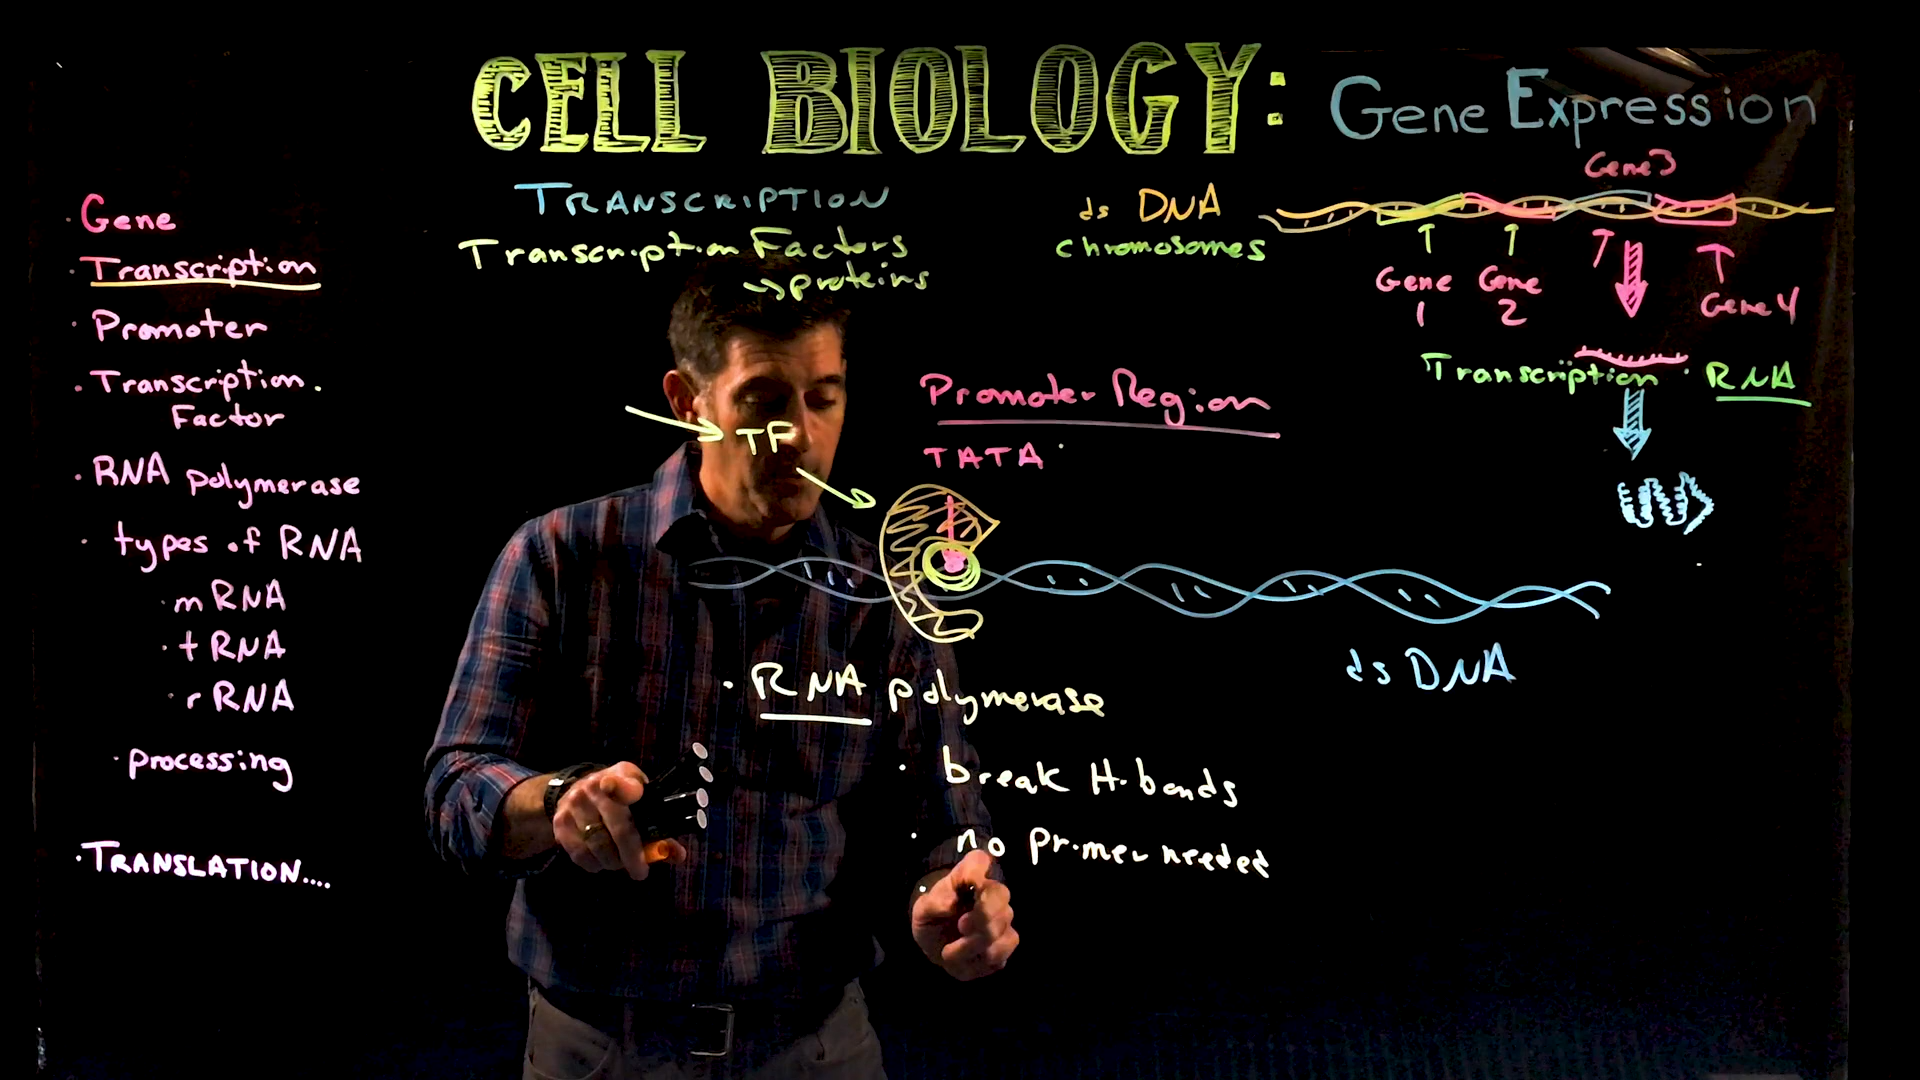 CELL BIOLOGY: Gene Expression
· Gene
· Transcription
· Promoter
· Transcription.
Factor
· RNA polymerase
· types of RNA
· mRNA
· tRNA
· rRNA
· processing
· TRANSLATION....
TRANSCRIPTION
Transcription Factors
→ proteins
ds DNA
chromosomes
Gene 3
Gene
1
Gene
2
Gene 4
Transcription · RNA
Promoter Region
TATA
TF
ds DNA
· RNA polymerase
· break H-bonds
· no primer needed